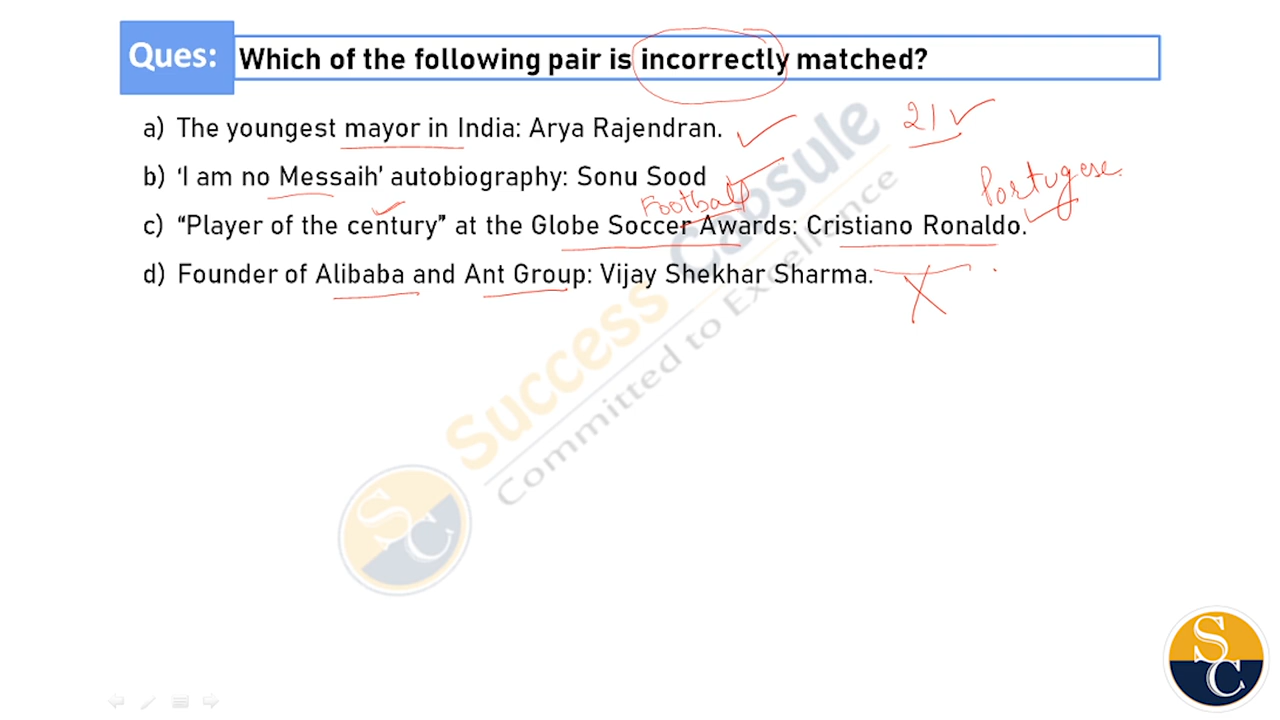 Ques: Which of the following pair is incorrectly matched?
a) The youngest mayor in India: Arya Rajendran. 21
b) 'I am no Messaih' autobiography: Sonu Sood
Football
Portugese
c) “Player of the century” at the Globe Soccer Awards: Cristiano Ronaldo.
d) Founder of Alibaba and Ant Group: Vijay Shekhar Sharma.
Success Capsule
Committed to Excellence
SC
SC